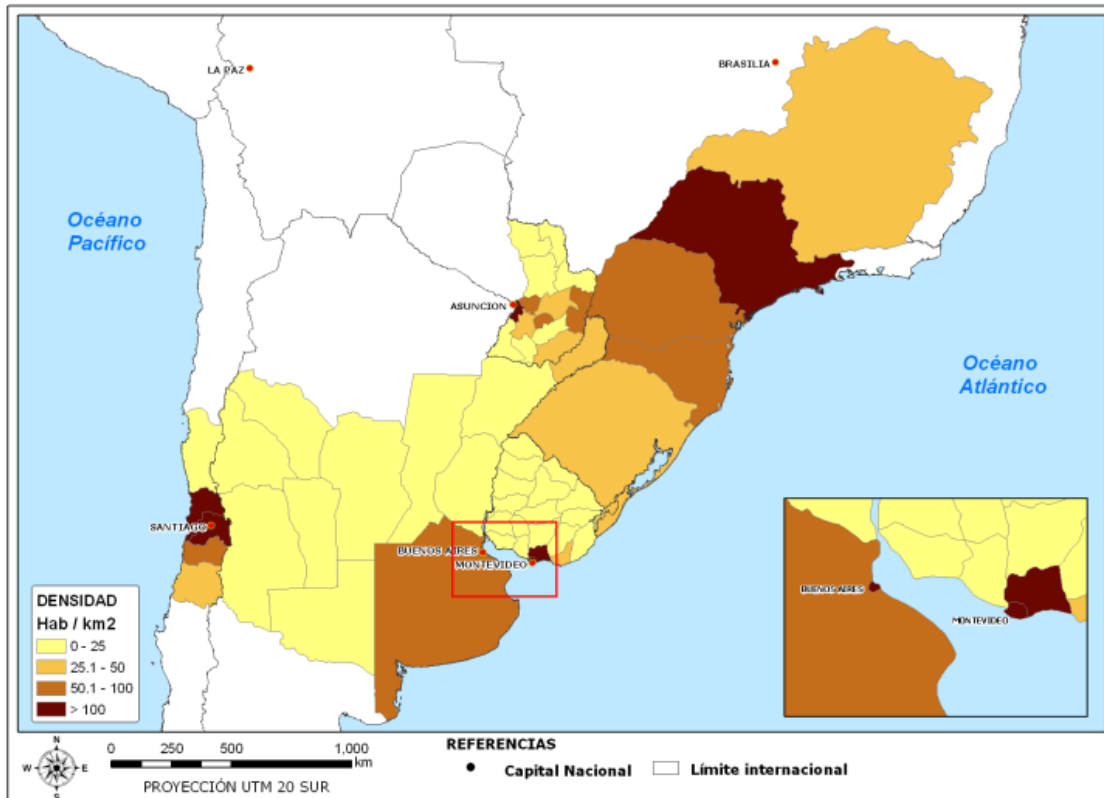 LA PAZ
BRASILIA
Océano
Pacífico
ASUNCION
Océano
Atlántico
SANTIAGO
BUENOS AIRES
MONTEVIDEO
BUENOS AIRES
MONTEVIDEO
DENSIDAD
Hab / km2
0 - 25
25.1 - 50
50.1 - 100
> 100
N
W
E
S
0 250 500 1,000
km
PROYECCIÓN UTM 20 SUR
REFERENCIAS
Capital Nacional
Límite internacional